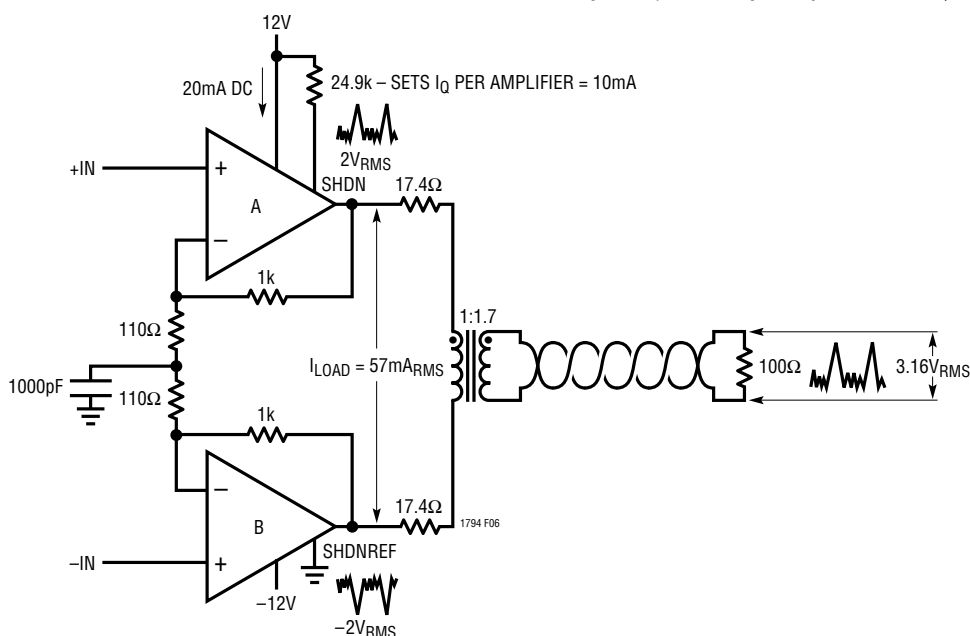 12V
20mA DC
24.9k – SETS IQ PER AMPLIFIER = 10mA
2VRMS
+IN
+
SHDN
17.4Ω
A
–
1k
110Ω
1:1.7
1000pF
ILOAD = 57mARMS
100Ω
3.16VRMS
110Ω
1k
–
17.4Ω
1794 F06
B
SHDNREF
–IN
+
–12V
–2VRMS